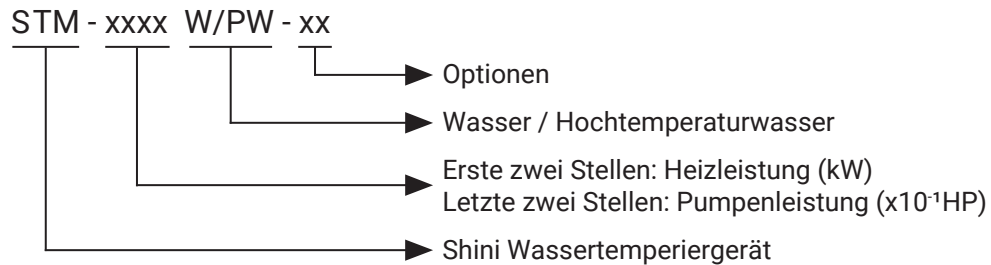 STM - xxxx W/PW - xx
Optionen
Wasser / Hochtemperaturwasser
Erste zwei Stellen: Heizleistung (kW)
Letzte zwei Stellen: Pumpenleistung (x10⁻¹HP)
Shini Wassertemperiergerät